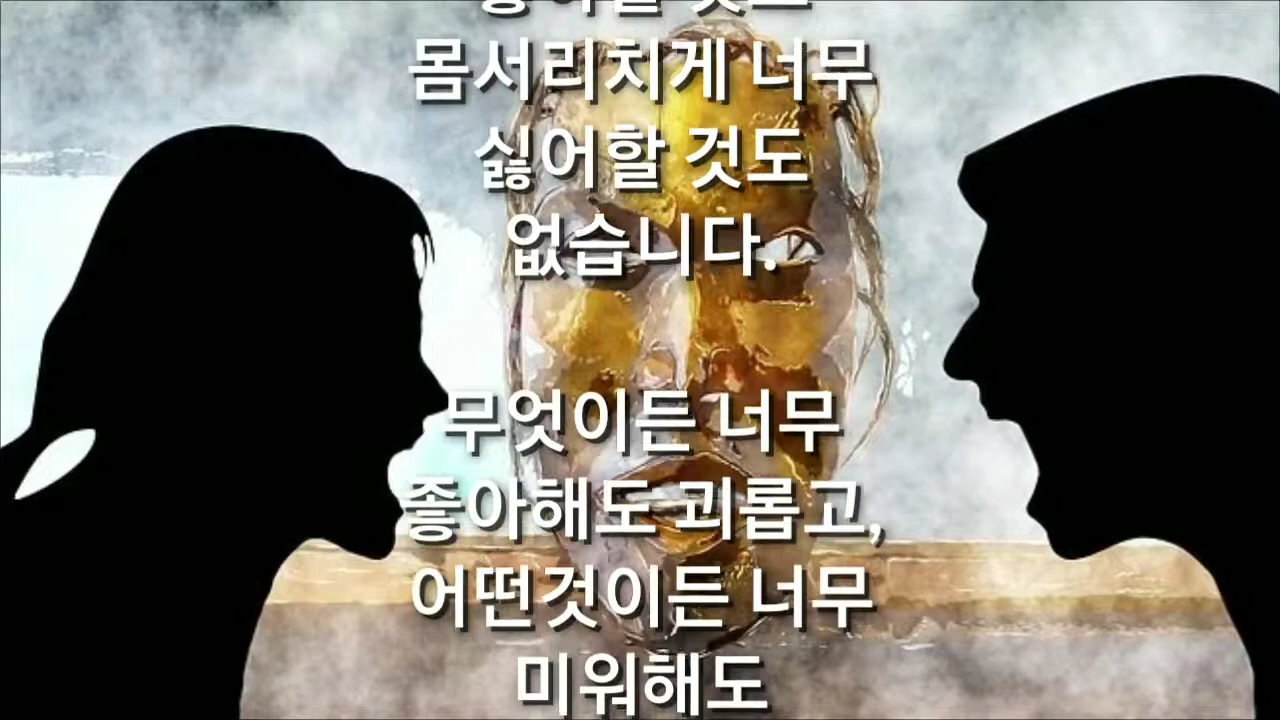 몸서리치게 너무
싫어할 것도
없습니다.
무엇이든 너무
좋아해도 괴롭고,
어떤것이든 너무
미워해도